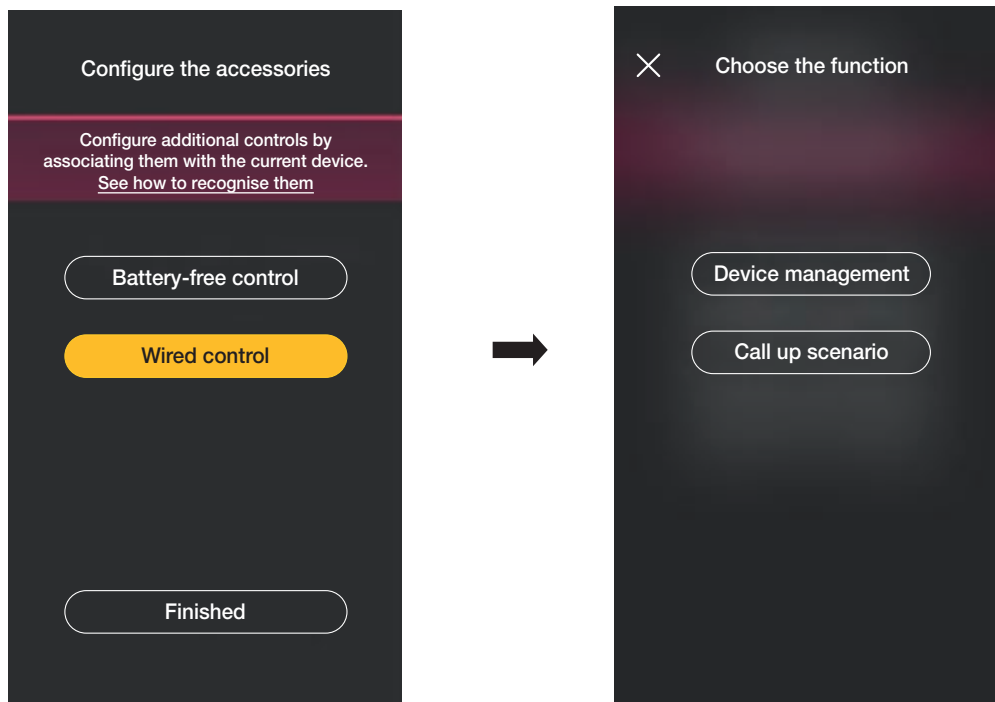 Configure the accessories
Configure additional controls by
associating them with the current device.
See how to recognise them
Battery-free control
Wired control
Finished
Choose the function
Device management
Call up scenario